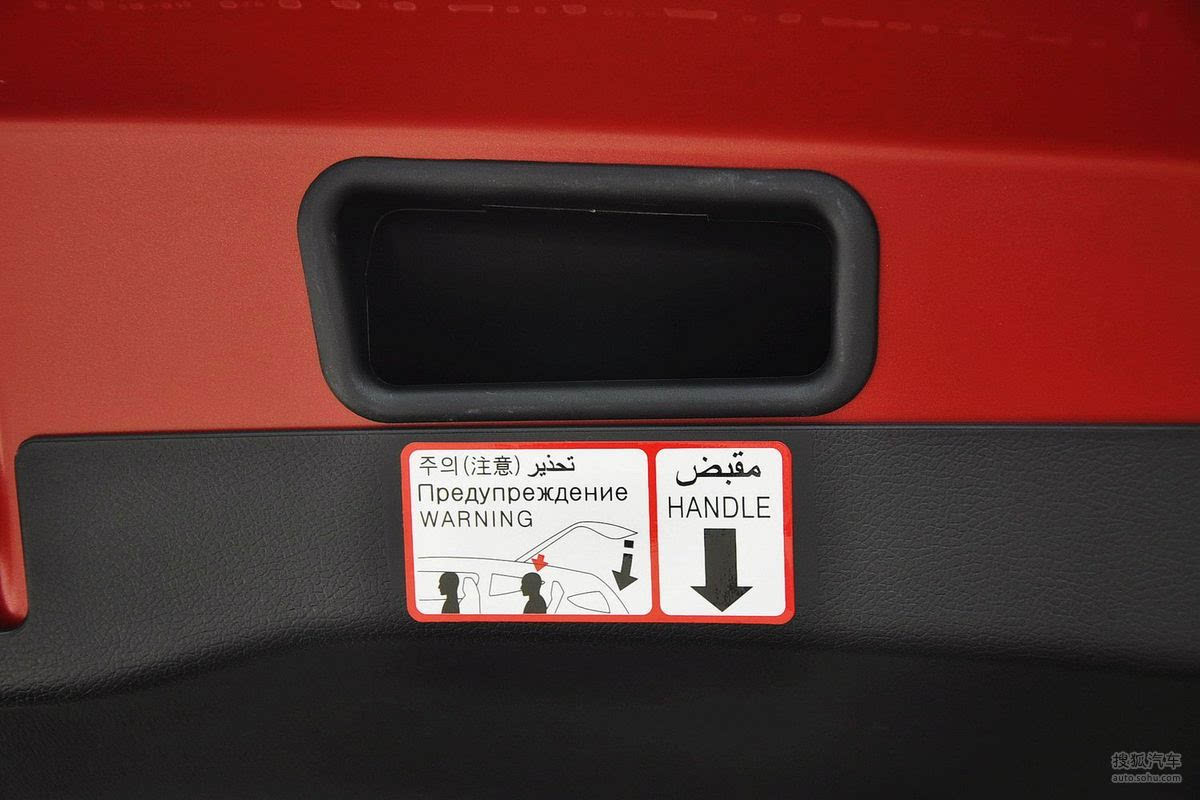 주의(注意) تحذير
Предупреждение
WARNING
مقبض
HANDLE
搜狐汽车
auto.sohu.com